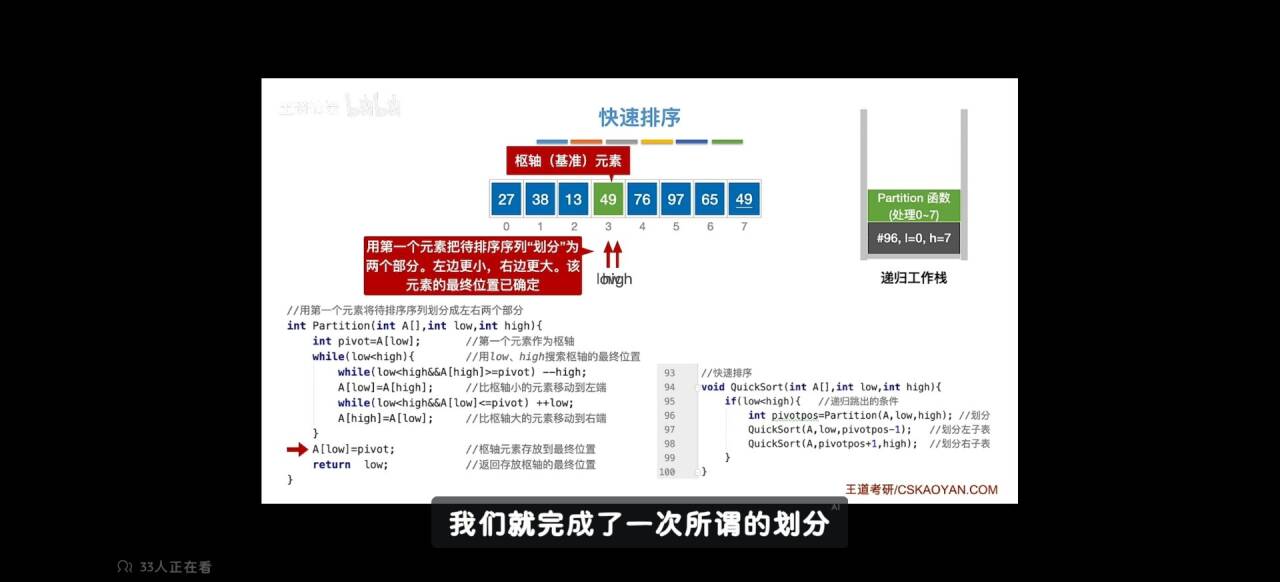 快速排序
枢轴（基准）元素
27 38 13 49 76 97 65 49
0 1 2 3 4 5 6 7
用第一个元素把待排序序列“划分”为
两个部分。左边更小，右边更大。该
元素的最终位置已确定
low high
Partition 函数
(处理0~7)
#96, l=0, h=7
递归工作栈
//用第一个元素将待排序序列划分成左右两个部分
int Partition(int A[],int low,int high){
int pivot=A[low]; //第一个元素作为枢轴
while(low<high){ //用low、high搜索枢轴的最终位置
while(low<high&&A[high]>=pivot) --high;
A[low]=A[high]; //比枢轴小的元素移动到左端
while(low<high&&A[low]<=pivot) ++low;
A[high]=A[low]; //比枢轴大的元素移动到右端
}
A[low]=pivot; //枢轴元素存放到最终位置
return low; //返回存放枢轴的最终位置
}
93 //快速排序
94 void QuickSort(int A[],int low,int high){
95 if(low<high){ //递归跳出的条件
96 int pivotpos=Partition(A,low,high); //划分
97 QuickSort(A,low,pivotpos-1); //划分左子表
98 QuickSort(A,pivotpos+1,high); //划分右子表
99 }
100 }
王道考研/CSKAOYAN.COM
我们就完成了一次所谓的划分
AI
33人正在看